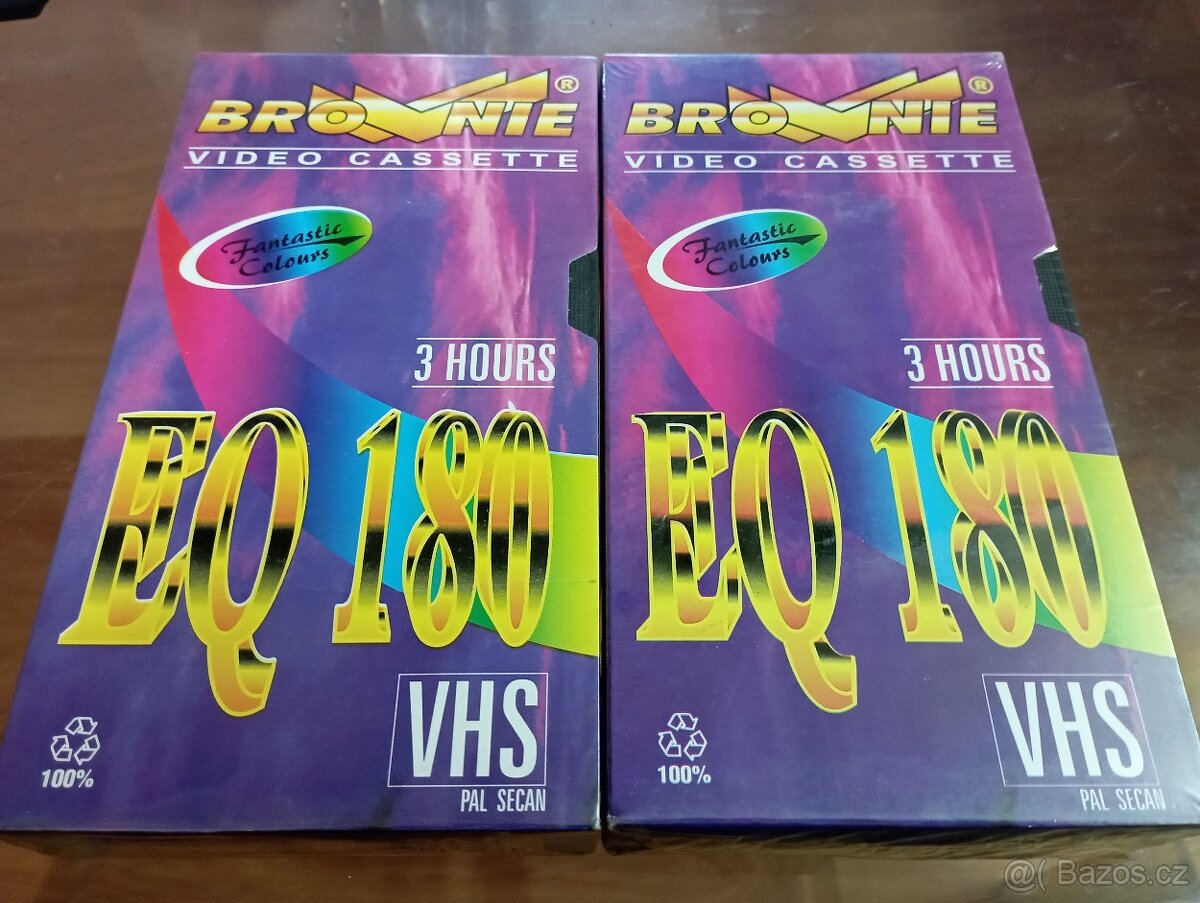 BROWNIE®
VIDEO CASSETTE
Fantastic
Colours
3 HOURS
EQ 180
100%
VHS
PAL SECAN
BROWNIE®
VIDEO CASSETTE
Fantastic
Colours
3 HOURS
EQ 180
100%
VHS
PAL SECAN
@( Bazos.cz